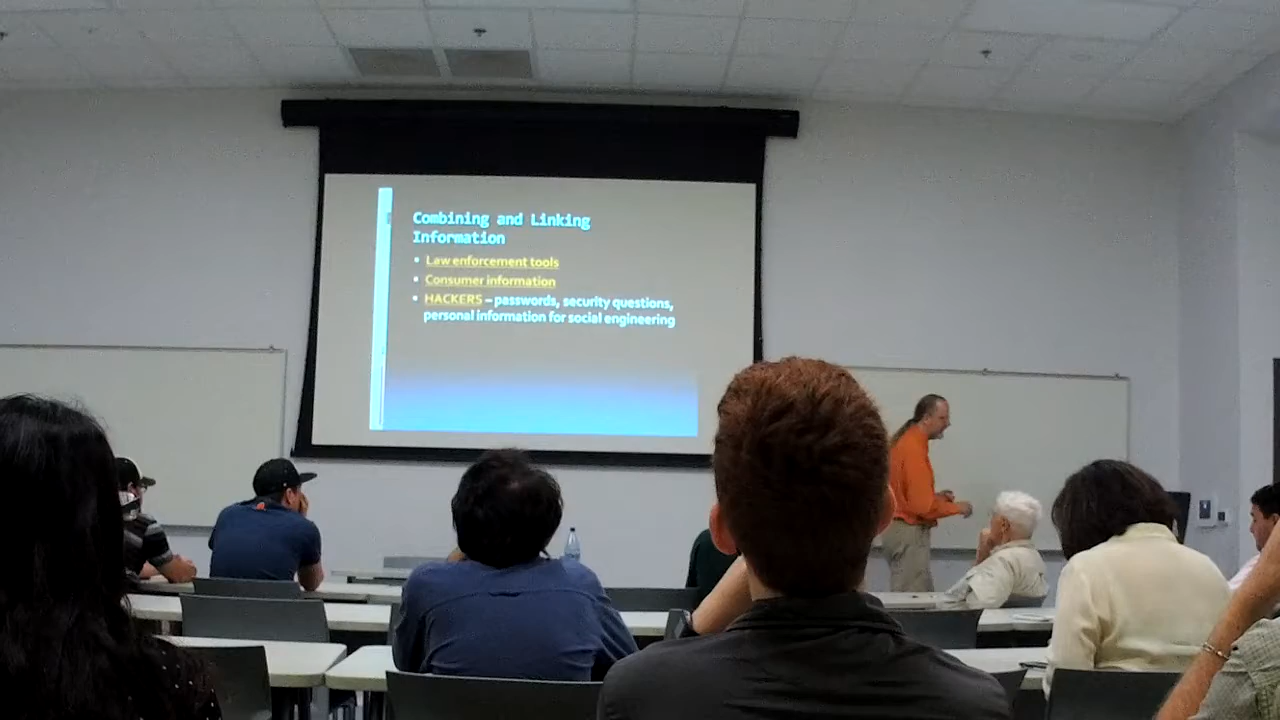 Combining and Linking
Information
• Law enforcement tools
• Consumer information
• HACKERS – passwords, security questions,
personal information for social engineering